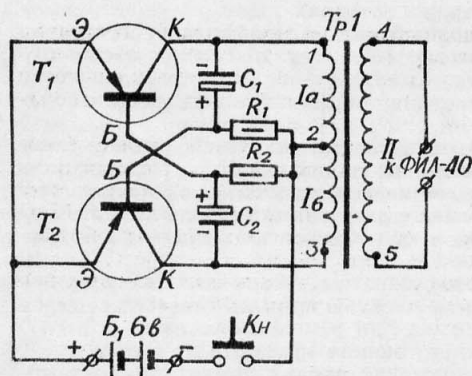 Э К Тр1
1 4
T₁ C₁ Iа
+ R₁
Б 2 II
Б R₂ к ФИЛ-40
+ Iб
T₂ C₂
-
3 5
Э К
Б₁ 6в Кн
+ -